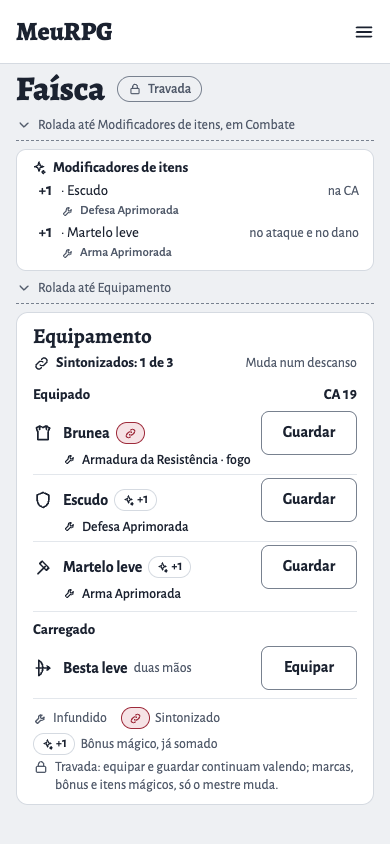 MeuRPG
Faísca
Travada
Rolada até Modificadores de itens, em Combate
Modificadores de itens
+1 · Escudo na CA
Defesa Aprimorada
+1 · Martelo leve no ataque e no dano
Arma Aprimorada
Rolada até Equipamento
Equipamento
Sintonizados: 1 de 3 Muda num descanso
Equipado CA 19
Brunea Guardar
Armadura da Resistência · fogo
Escudo +1 Guardar
Defesa Aprimorada
Martelo leve +1 Guardar
Arma Aprimorada
Carregado
Besta leve duas mãos Equipar
Infundido Sintonizado
+1 Bônus mágico, já somado
Travada: equipar e guardar continuam valendo; marcas,
bônus e itens mágicos, só o mestre muda.